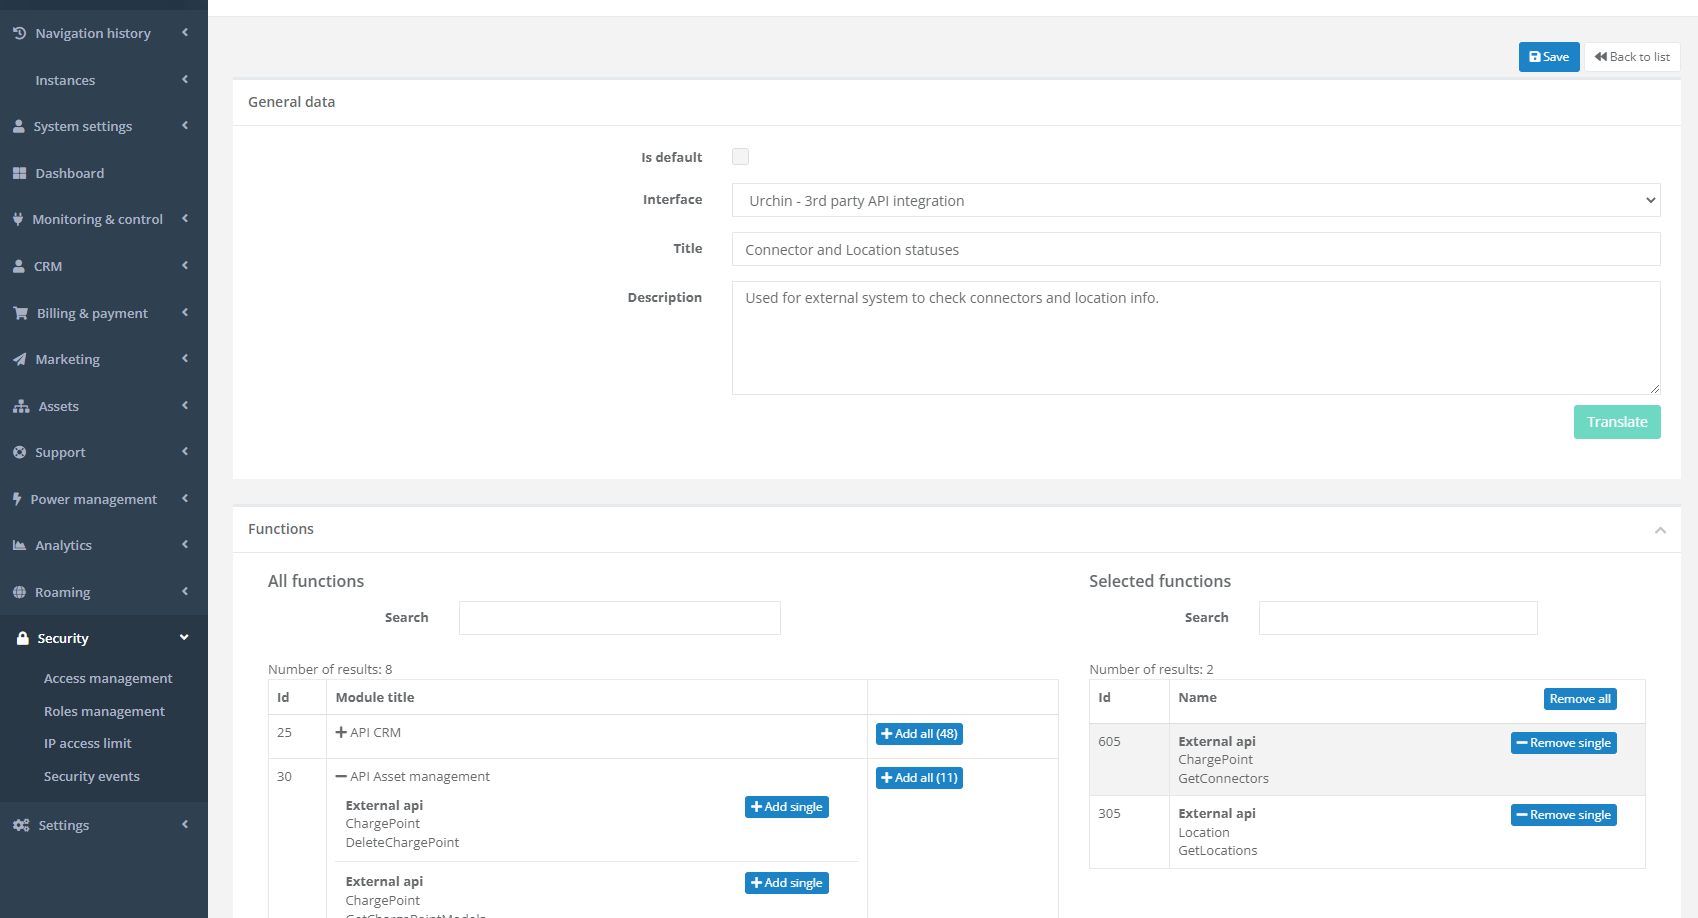 Navigation history
Instances
System settings
Dashboard
Monitoring & control
CRM
Billing & payment
Marketing
Assets
Support
Power management
Analytics
Roaming
Security
Access management
Roles management
IP access limit
Security events
Settings
Save
Back to list
General data
Is default
Interface
Urchin - 3rd party API integration
Title
Connector and Location statuses
Description
Used for external system to check connectors and location info.
Translate
Functions
All functions
Search
Number of results: 8
Id Module title
25 API CRM Add all (48)
30 API Asset management Add all (11)
External api Add single
ChargePoint
DeleteChargePoint
External api Add single
ChargePoint
GetChargePointModels
Selected functions
Search
Number of results: 2
Id Name Remove all
605 External api Remove single
ChargePoint
GetConnectors
305 External api Remove single
Location
GetLocations